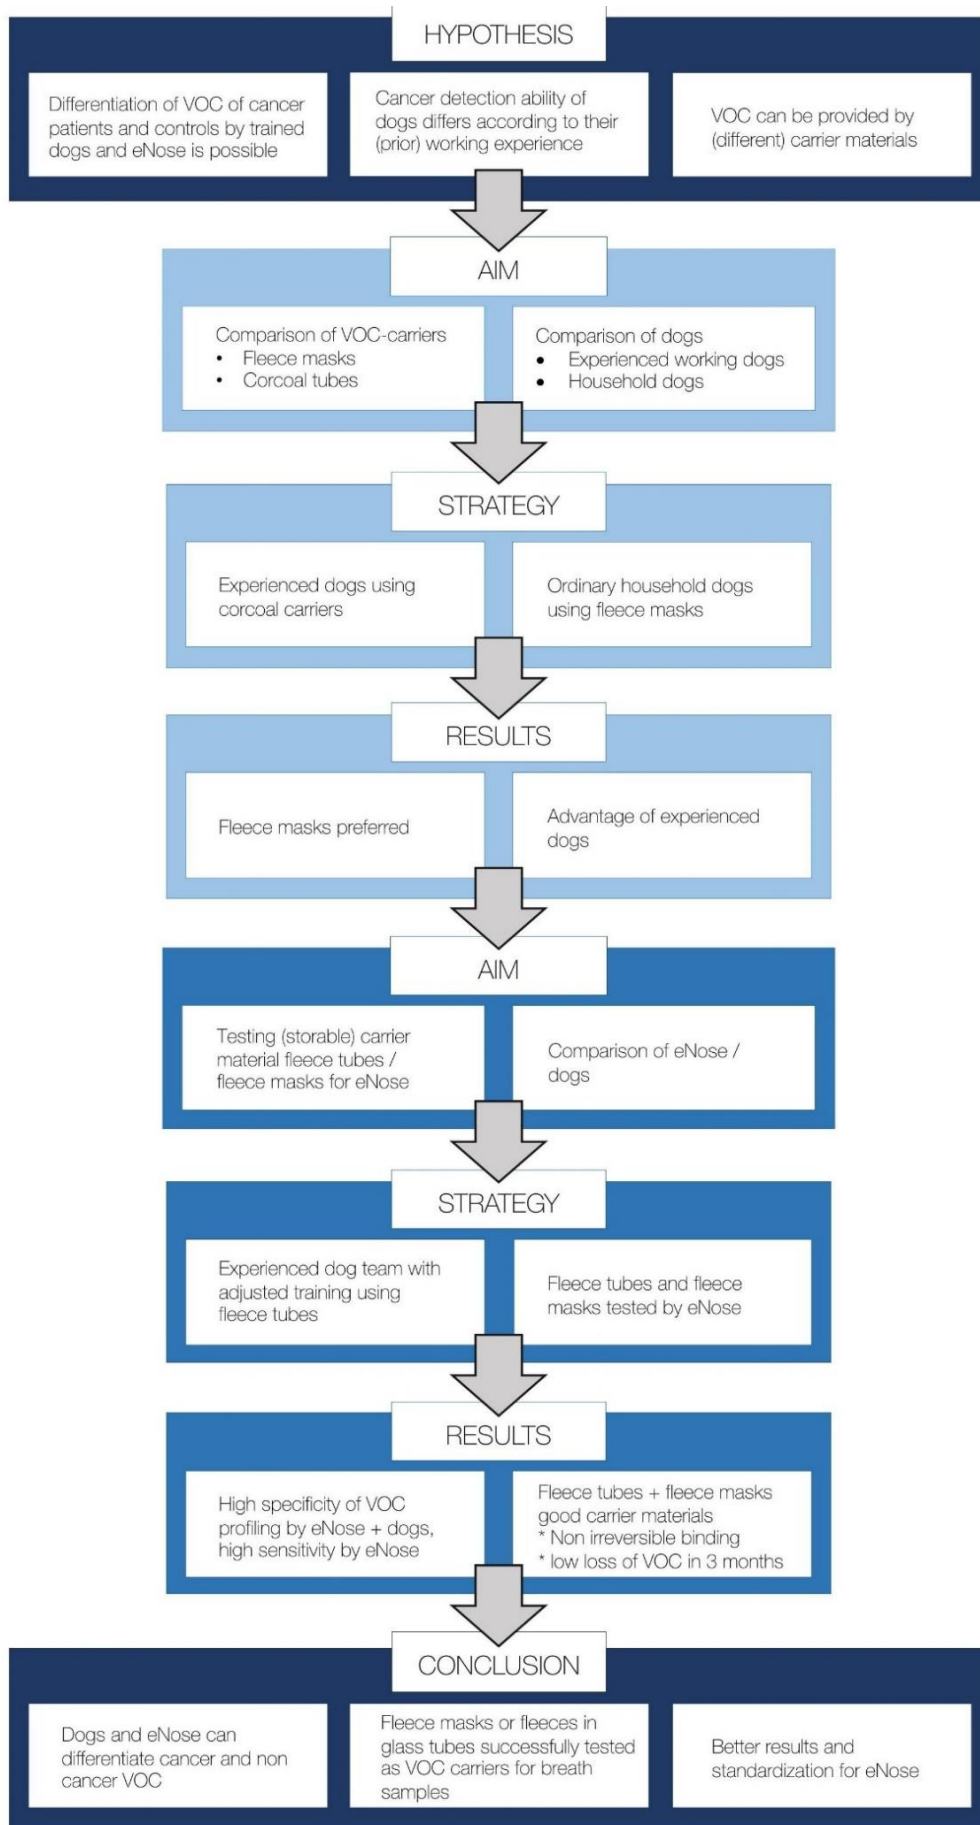 HYPOTHESIS
Differentiation of VOC of cancer
patients and controls by trained
dogs and eNose is possible
Cancer detection ability of
dogs differs according to their
(prior) working experience
VOC can be provided by
(different) carrier materials
AIM
Comparison of VOC-carriers
• Fleece masks
• Corcoal tubes
Comparison of dogs
• Experienced working dogs
• Household dogs
STRATEGY
Experienced dogs using
corcoal carriers
Ordinary household dogs
using fleece masks
RESULTS
Fleece masks preferred
Advantage of experienced
dogs
AIM
Testing (storable) carrier
material fleece tubes /
fleece masks for eNose
Comparison of eNose /
dogs
STRATEGY
Experienced dog team with
adjusted training using
fleece tubes
Fleece tubes and fleece
masks tested by eNose
RESULTS
High specificity of VOC
profiling by eNose + dogs,
high sensitivity by eNose
Fleece tubes + fleece masks
good carrier materials
* Non irreversible binding
* low loss of VOC in 3 months
CONCLUSION
Dogs and eNose can
differentiate cancer and non
cancer VOC
Fleece masks or fleeces in
glass tubes successfully tested
as VOC carriers for breath
samples
Better results and
standardization for eNose